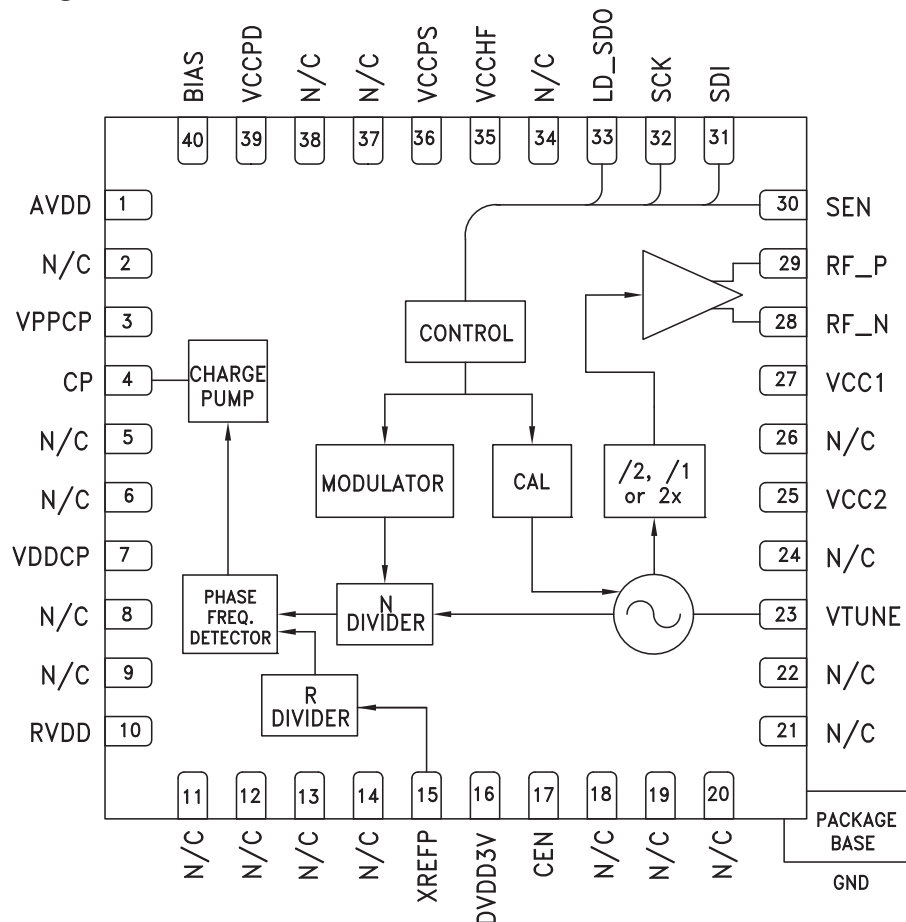 BIAS
VCCPD
N/C
N/C
VCCPS
VCCHF
N/C
LD_SDO
SCK
SDI
40
39
38
37
36
35
34
33
32
31
AVDD 1
N/C 2
VPPCP 3
CP 4
N/C 5
N/C 6
VDDCP 7
N/C 8
N/C 9
RVDD 10
30 SEN
29 RF_P
28 RF_N
27 VCC1
26 N/C
25 VCC2
24 N/C
23 VTUNE
22 N/C
21 N/C
CONTROL
CHARGE
PUMP
MODULATOR
CAL
/2, /1
or 2x
PHASE
FREQ.
DETECTOR
N
DIVIDER
R
DIVIDER
11
12
13
14
15
16
17
18
19
20
N/C
N/C
N/C
N/C
XREFP
DVDD3V
CEN
N/C
N/C
N/C
PACKAGE
BASE
GND